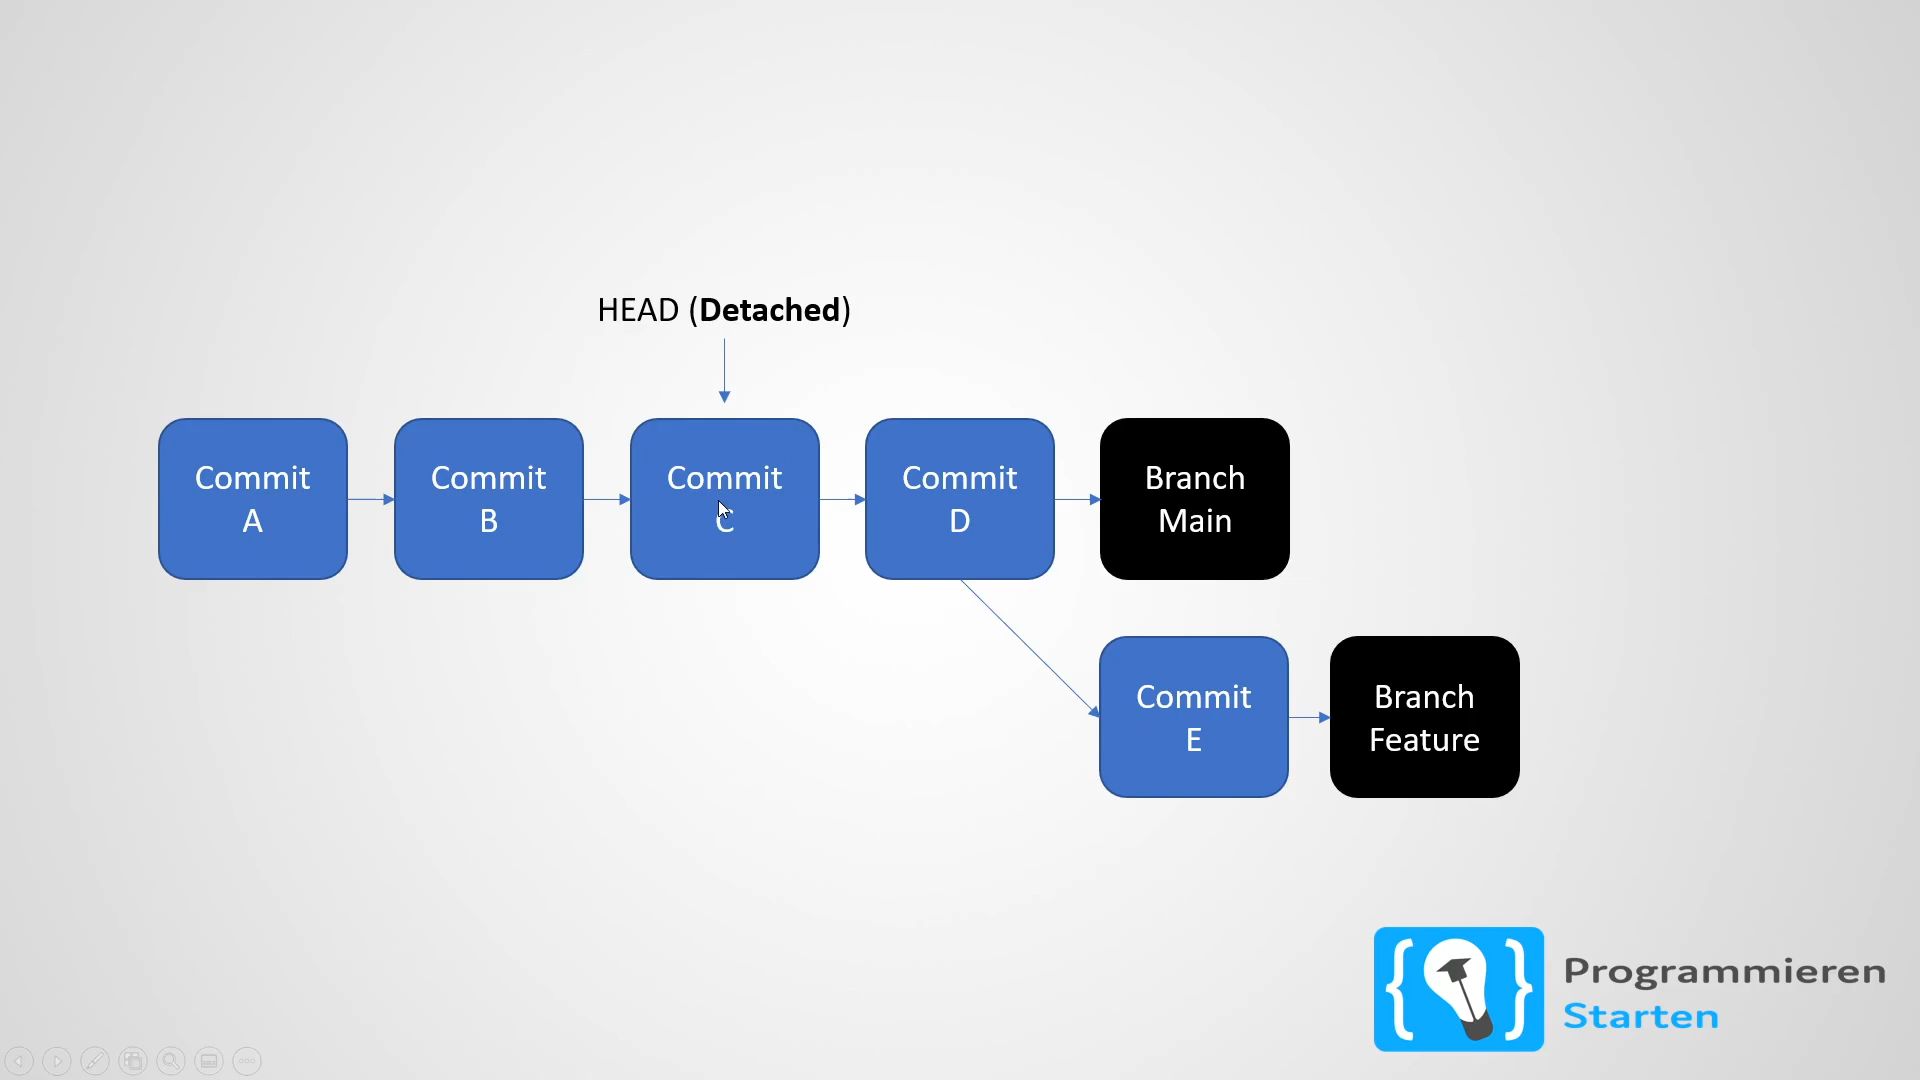 HEAD (Detached)
Commit
A
Commit
B
Commit
C
Commit
D
Branch
Main
Commit
E
Branch
Feature
Programmieren
Starten